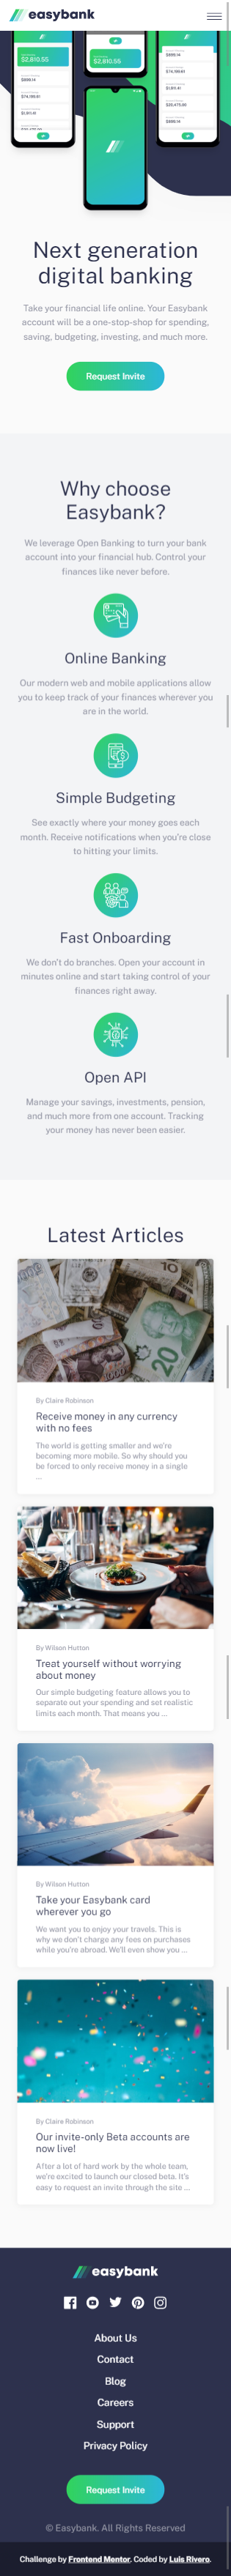 easybank
$2,810.55
$2,810.55
Next generation
digital banking
Take your financial life online. Your Easybank
account will be a one-stop-shop for spending,
saving, budgeting, investing, and much more.
Request Invite
Why choose
Easybank?
We leverage Open Banking to turn your bank
account into your financial hub. Control your
finances like never before.
Online Banking
Our modern web and mobile applications allow
you to keep track of your finances wherever you
are in the world.
Simple Budgeting
See exactly where your money goes each
month. Receive notifications when you're close
to hitting your limits.
Fast Onboarding
We don't do branches. Open your account in
minutes online and start taking control of your
finances right away.
Open API
Manage your savings, investments, pension,
and much more from one account. Tracking
your money has never been easier.
Latest Articles
By Claire Robinson
Receive money in any currency
with no fees
The world is getting smaller and we're
becoming more mobile. So why should you
be forced to only receive money in a single
...
By Wilson Hutton
Treat yourself without worrying
about money
Our simple budgeting feature allows you to
separate out your spending and set realistic
limits each month. That means you ...
By Wilson Hutton
Take your Easybank card
wherever you go
We want you to enjoy your travels. This is
why we don't charge any fees on purchases
while you're abroad. We'll even show you ...
By Claire Robinson
Our invite-only Beta accounts are
now live!
After a lot of hard work by the whole team,
we're excited to launch our closed beta. It's
easy to request an invite through the site ...
easybank
About Us
Contact
Blog
Careers
Support
Privacy Policy
Request Invite
© Easybank. All Rights Reserved
Challenge by Frontend Mentor. Coded by Luis Rivero.